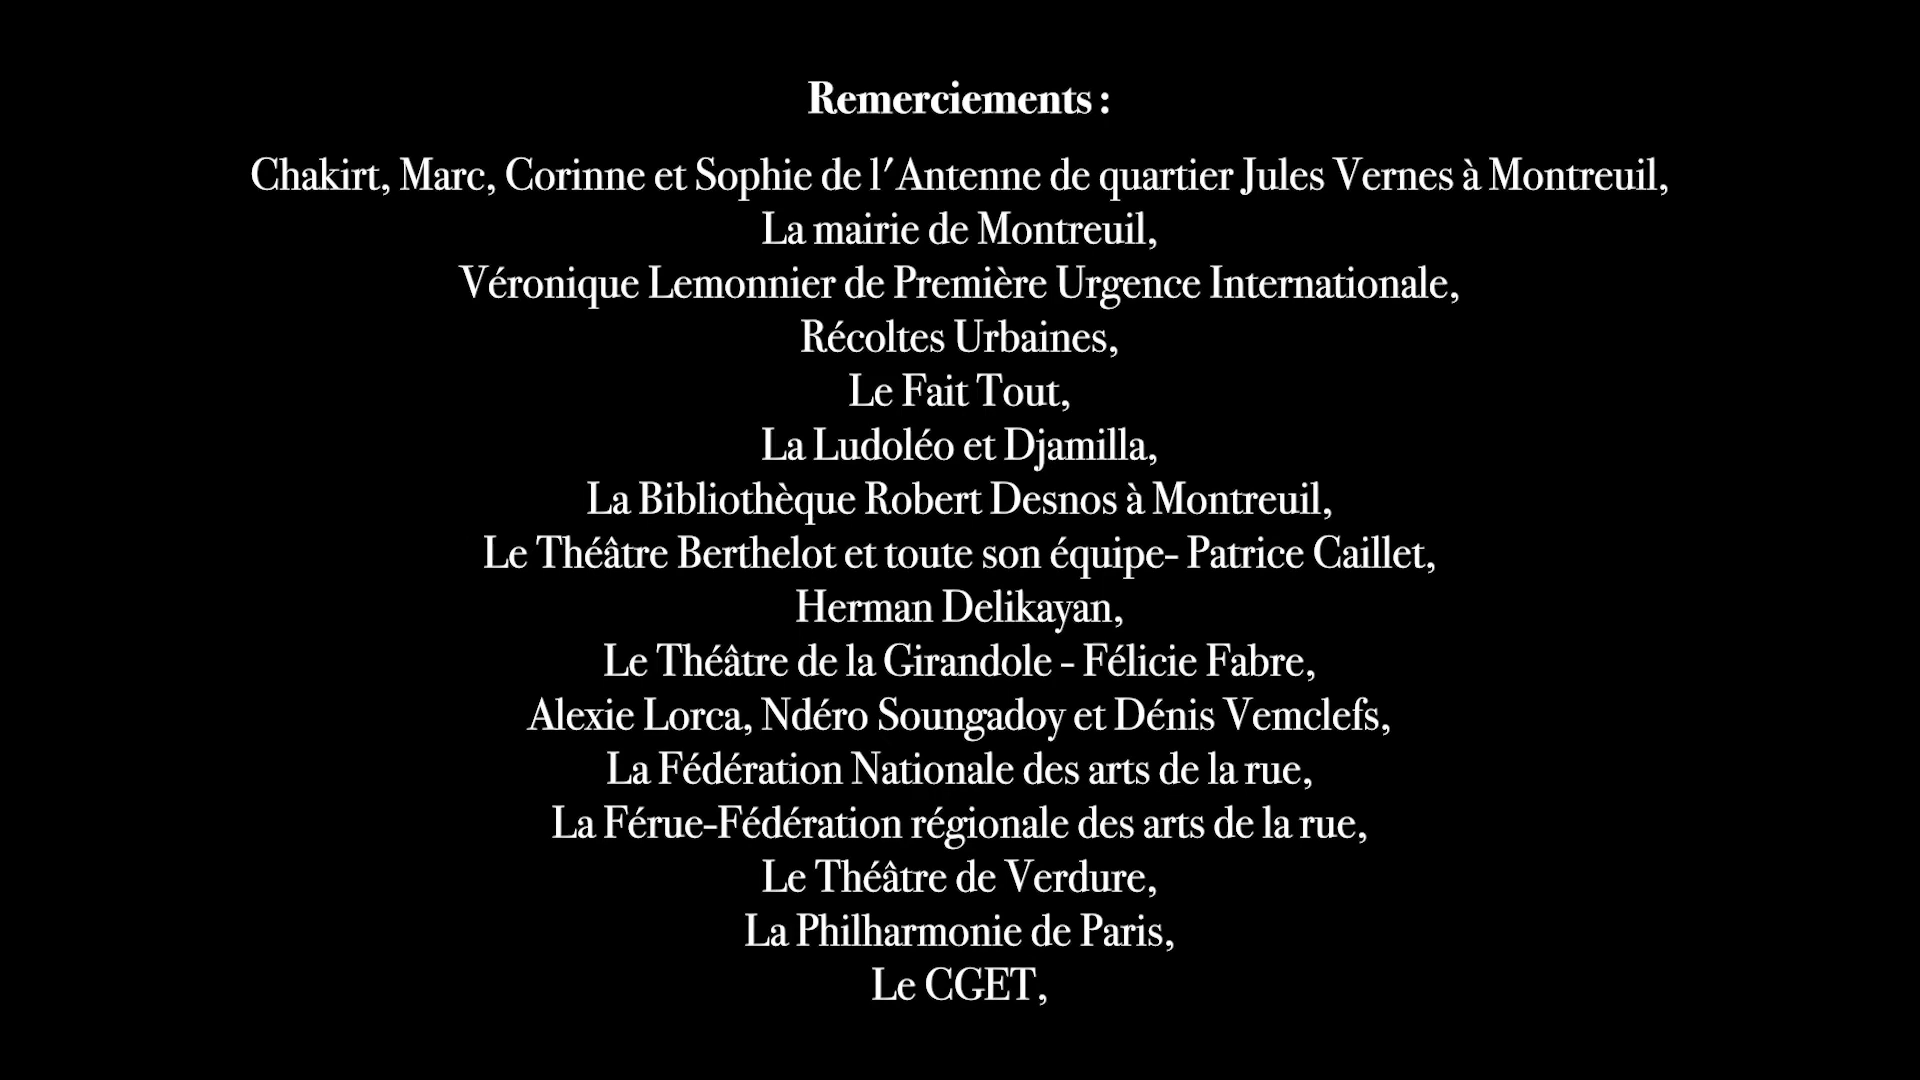 Remerciements :
Chakirt, Marc, Corinne et Sophie de l'Antenne de quartier Jules Vernes à Montreuil,
La mairie de Montreuil,
Véronique Lemonnier de Première Urgence Internationale,
Récoltes Urbaines,
Le Fait Tout,
La Ludoléo et Djamilla,
La Bibliothèque Robert Desnos à Montreuil,
Le Théâtre Berthelot et toute son équipe- Patrice Caillet,
Herman Delikayan,
Le Théâtre de la Girandole - Félicie Fabre,
Alexie Lorca, Ndéro Soungadoy et Dénis Vemclefs,
La Fédération Nationale des arts de la rue,
La Férue-Fédération régionale des arts de la rue,
Le Théâtre de Verdure,
La Philharmonie de Paris,
Le CGET,